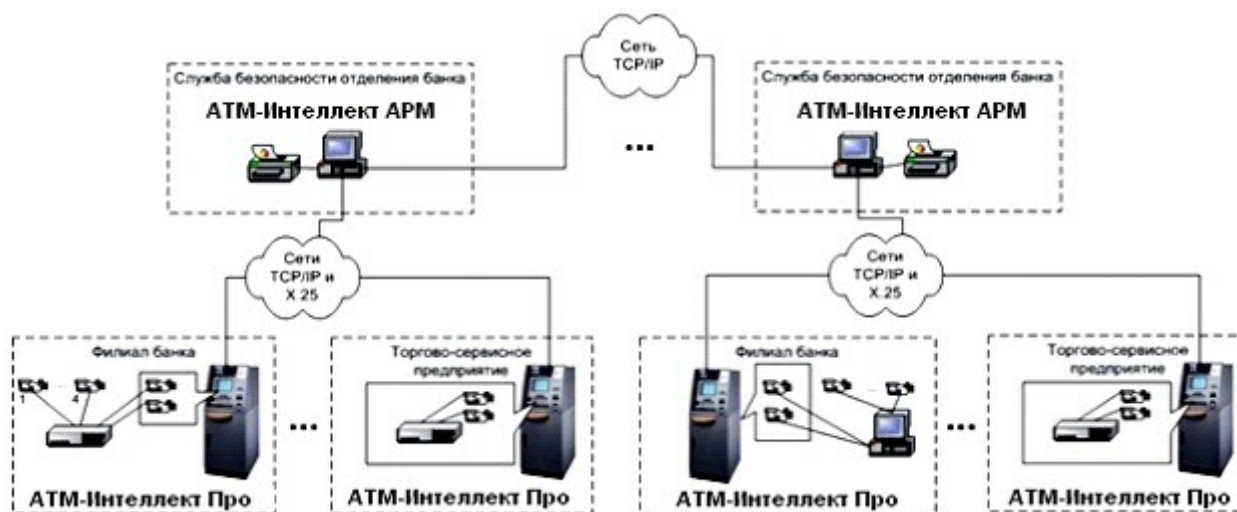 Сеть
TCP/IP
Служба безопасности отделения банка
АТМ-Интеллект АРМ
...
Служба безопасности отделения банка
АТМ-Интеллект АРМ
Сети
TCP/IP и
X.25
Сети
TCP/IP и
X.25
Филиал банка
1
...
4
АТМ-Интеллект Про
...
Торгово-сервисное
предприятие
АТМ-Интеллект Про
Филиал банка
...
АТМ-Интеллект Про
...
Торгово-сервисное
предприятие
АТМ-Интеллект Про